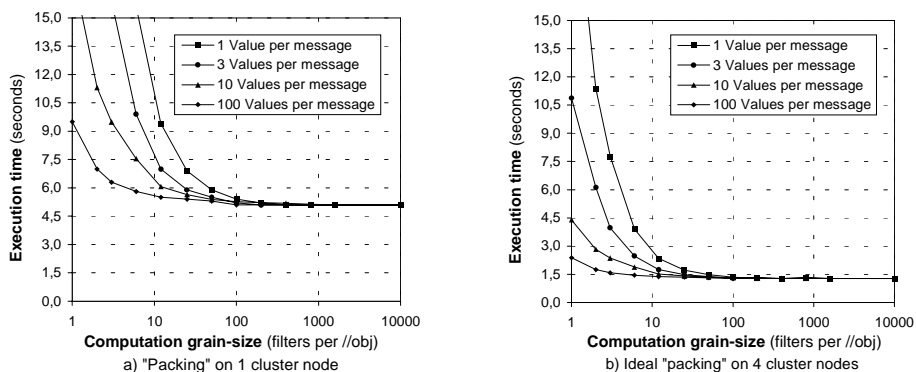 15,0
13,5
12,0
10,5
9,0
7,5
6,0
4,5
3,0
1,5
0,0
Execution time (seconds)
1 Value per message
3 Values per message
10 Values per message
100 Values per message
1 10 100 1000 10000
Computation grain-size (filters per //obj)
a) "Packing" on 1 cluster node
15,0
13,5
12,0
10,5
9,0
7,5
6,0
4,5
3,0
1,5
0,0
Execution time (seconds)
1 Value per message
3 Values per message
10 Values per message
100 Values per message
1 10 100 1000 10000
Computation grain-size (filters per //obj)
b) Ideal "packing" on 4 cluster nodes